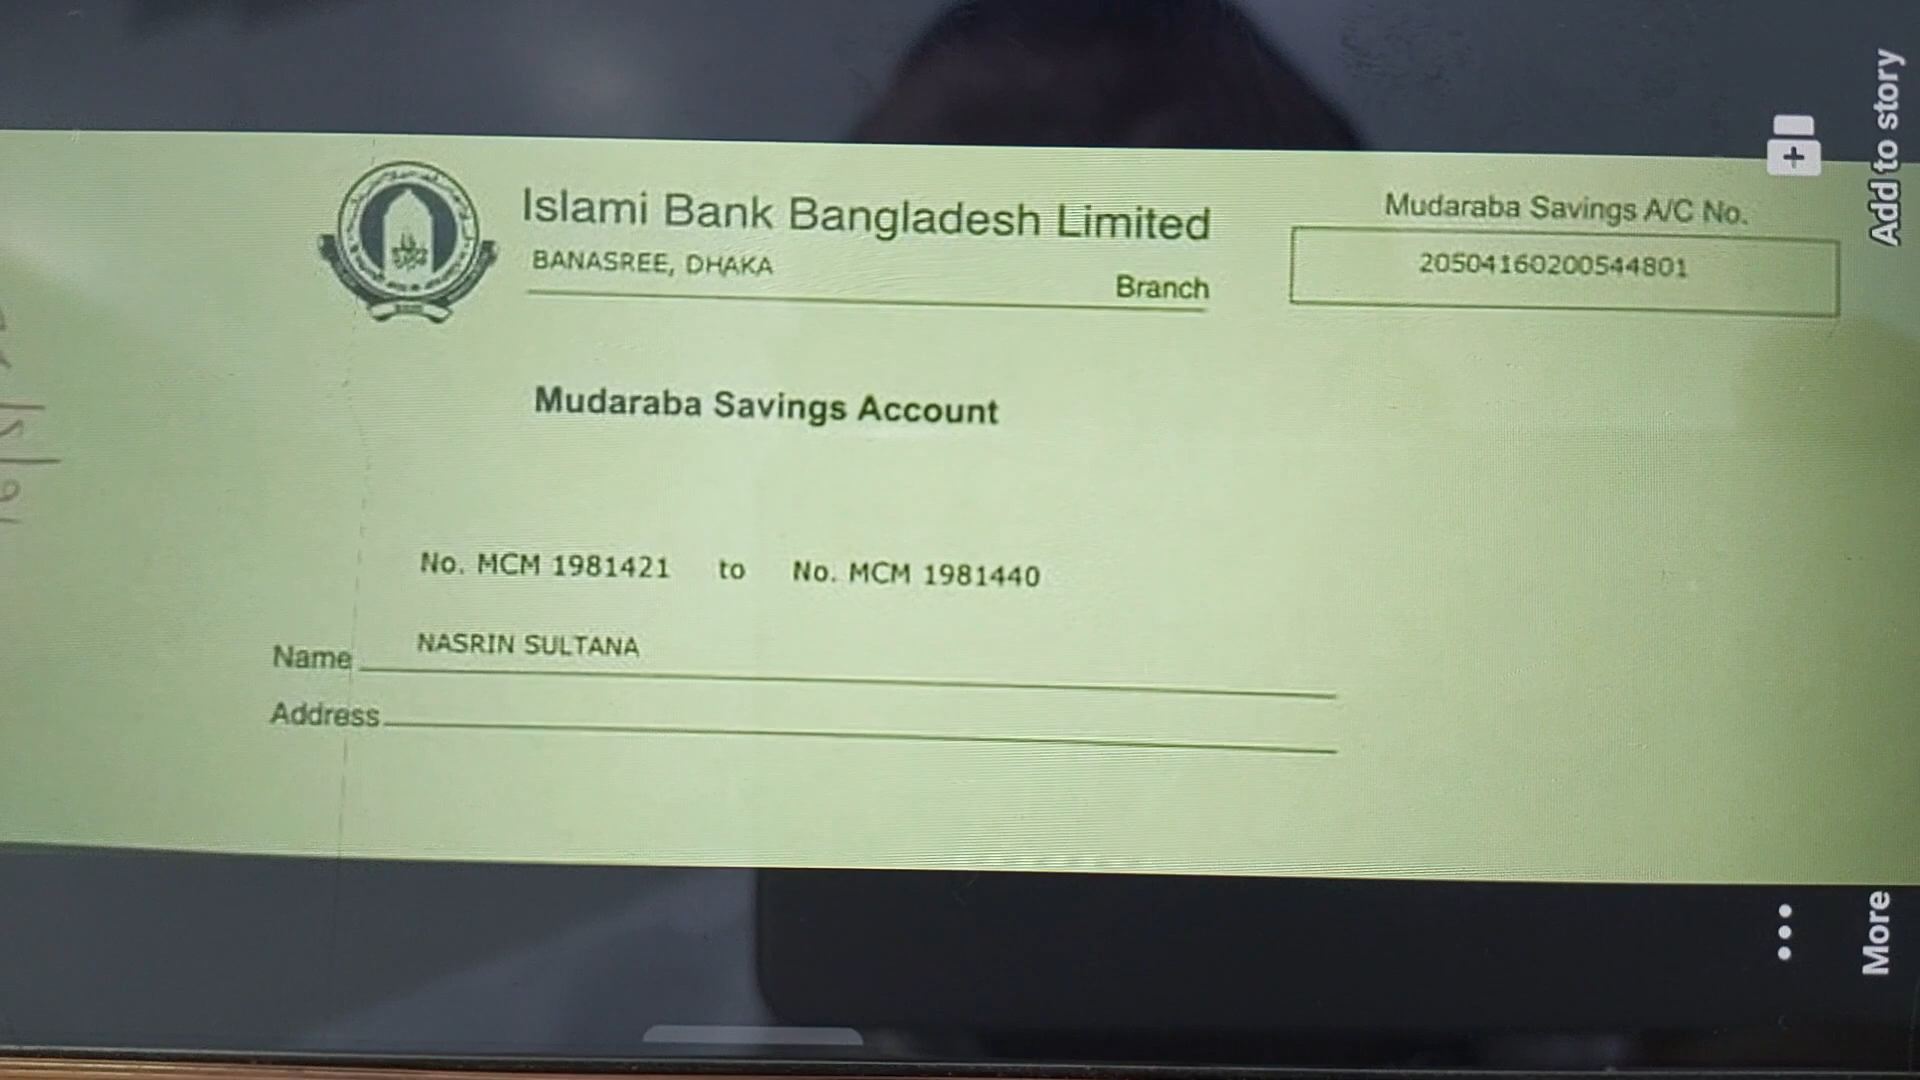 Islami Bank Bangladesh Limited
BANASREE, DHAKA
Branch
Mudaraba Savings A/C No.
20504160200544801
Mudaraba Savings Account
No. MCM 1981421 to No. MCM 1981440
Name NASRIN SULTANA
Address
Add to story
More